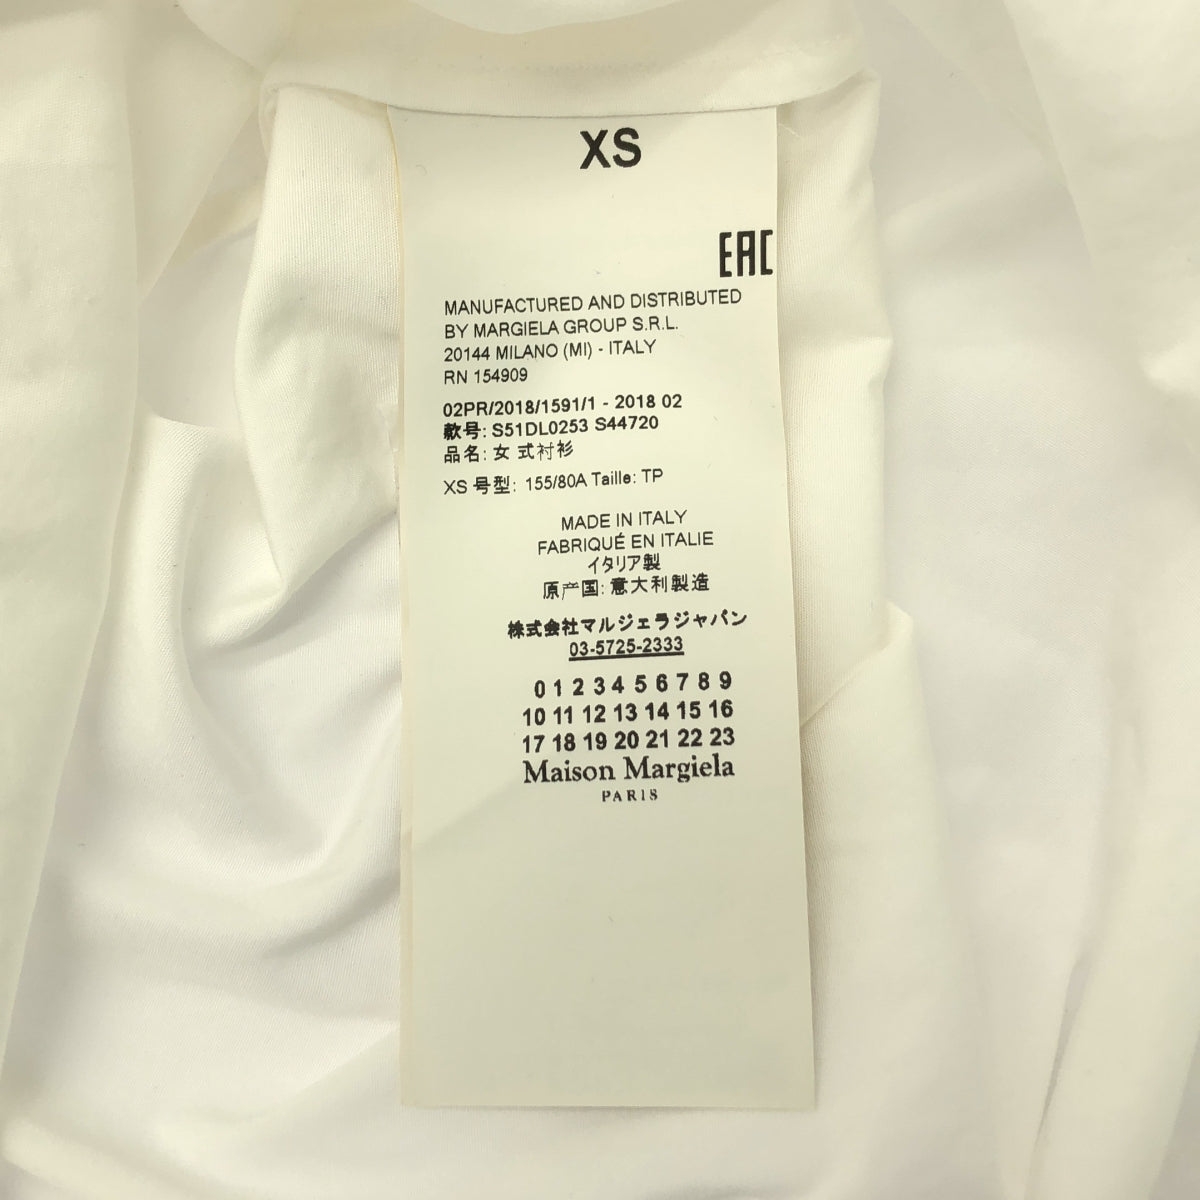 XS
EAC
MANUFACTURED AND DISTRIBUTED
BY MARGIELA GROUP S.R.L.
20144 MILANO (MI) - ITALY
RN 154909
02PR/2018/1591/1 - 2018 02
款号: S51DL0253 S44720
品名: 女 式衬衫
XS 号型: 155/80A Taille: TP
MADE IN ITALY
FABRIQUÉ EN ITALIE
イタリア製
原产国: 意大利製造
株式会社マルジェラジャパン
03-5725-2333
0 1 2 3 4 5 6 7 8 9
10 11 12 13 14 15 16
17 18 19 20 21 22 23
Maison Margiela
PARIS